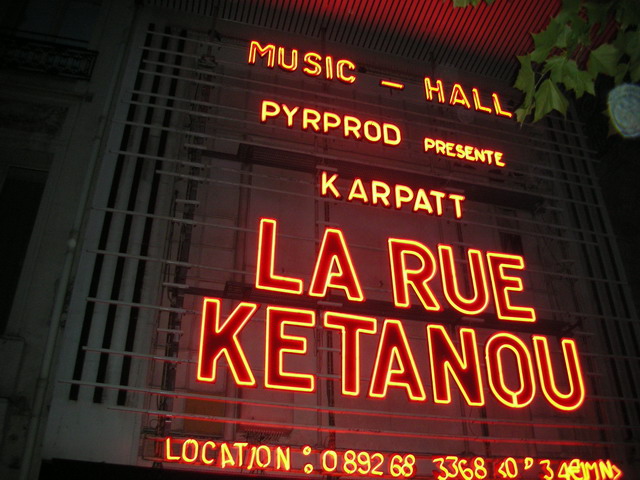 MUSIC - HALL
PYRPROD PRESENTE
KARPATT
LA RUE
KETANOU
LOCATION : 0 892 68 3368